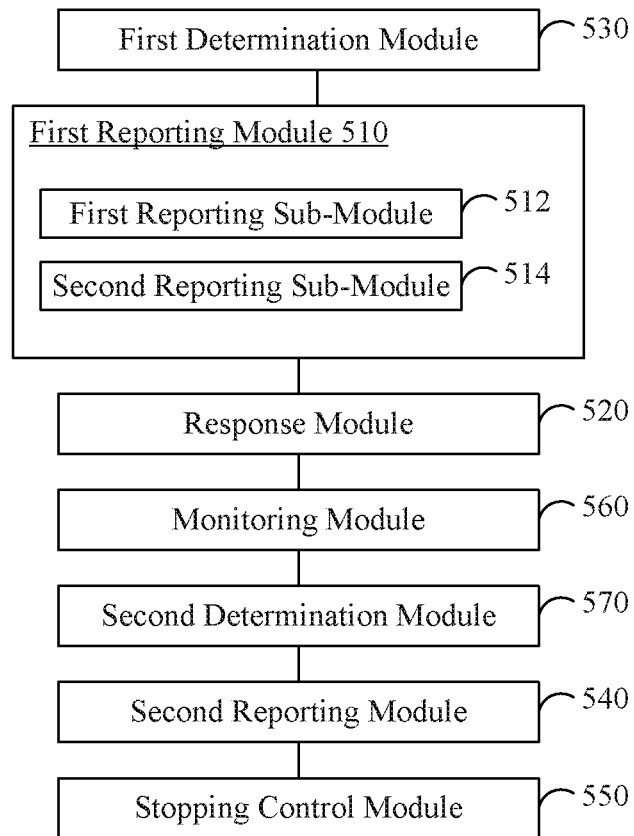 First Determination Module 530
First Reporting Module 510
First Reporting Sub-Module 512
Second Reporting Sub-Module 514
Response Module 520
Monitoring Module 560
Second Determination Module 570
Second Reporting Module 540
Stopping Control Module 550